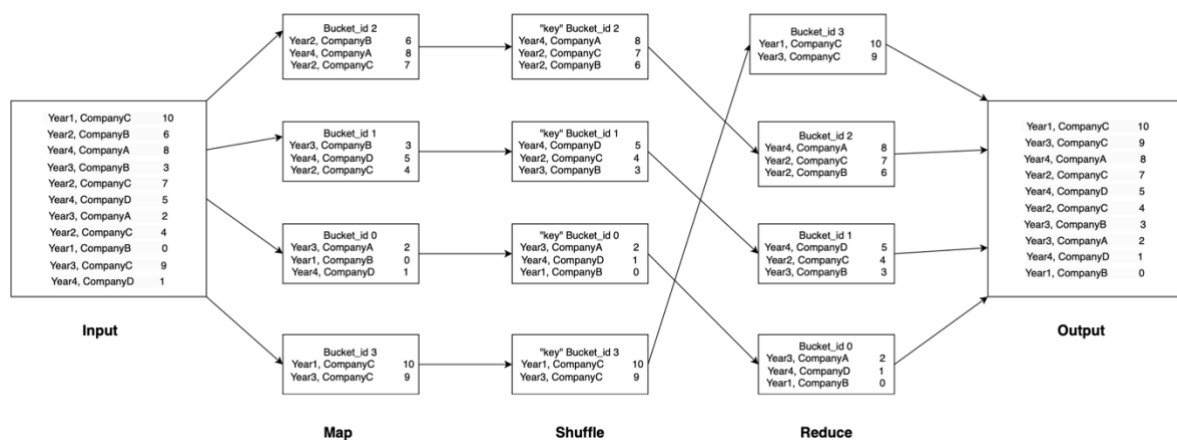 Year1, CompanyC 10
Year2, CompanyB 6
Year4, CompanyA 8
Year3, CompanyB 3
Year2, CompanyC 7
Year4, CompanyD 5
Year3, CompanyA 2
Year2, CompanyC 4
Year1, CompanyB 0
Year3, CompanyC 9
Year4, CompanyD 1
Input
Bucket_id 2
Year2, CompanyB 6
Year4, CompanyA 8
Year2, CompanyC 7
Bucket_id 1
Year3, CompanyB 3
Year4, CompanyD 5
Year2, CompanyC 4
Bucket_id 0
Year3, CompanyA 2
Year1, CompanyB 0
Year4, CompanyD 1
Bucket_id 3
Year1, CompanyC 10
Year3, CompanyC 9
Map
"key" Bucket_id 2
Year4, CompanyA 8
Year2, CompanyC 7
Year2, CompanyB 6
"key" Bucket_id 1
Year4, CompanyD 5
Year2, CompanyC 4
Year3, CompanyB 3
"key" Bucket_id 0
Year3, CompanyA 2
Year4, CompanyD 1
Year1, CompanyB 0
"key" Bucket_id 3
Year1, CompanyC 10
Year3, CompanyC 9
Shuffle
Bucket_id 3
Year1, CompanyC 10
Year3, CompanyC 9
Bucket_id 2
Year4, CompanyA 8
Year2, CompanyC 7
Year2, CompanyB 6
Bucket_id 1
Year4, CompanyD 5
Year2, CompanyC 4
Year3, CompanyB 3
Bucket_id 0
Year3, CompanyA 2
Year4, CompanyD 1
Year1, CompanyB 0
Reduce
Year1, CompanyC 10
Year3, CompanyC 9
Year4, CompanyA 8
Year2, CompanyC 7
Year4, CompanyD 5
Year2, CompanyC 4
Year3, CompanyB 3
Year3, CompanyA 2
Year4, CompanyD 1
Year1, CompanyB 0
Output